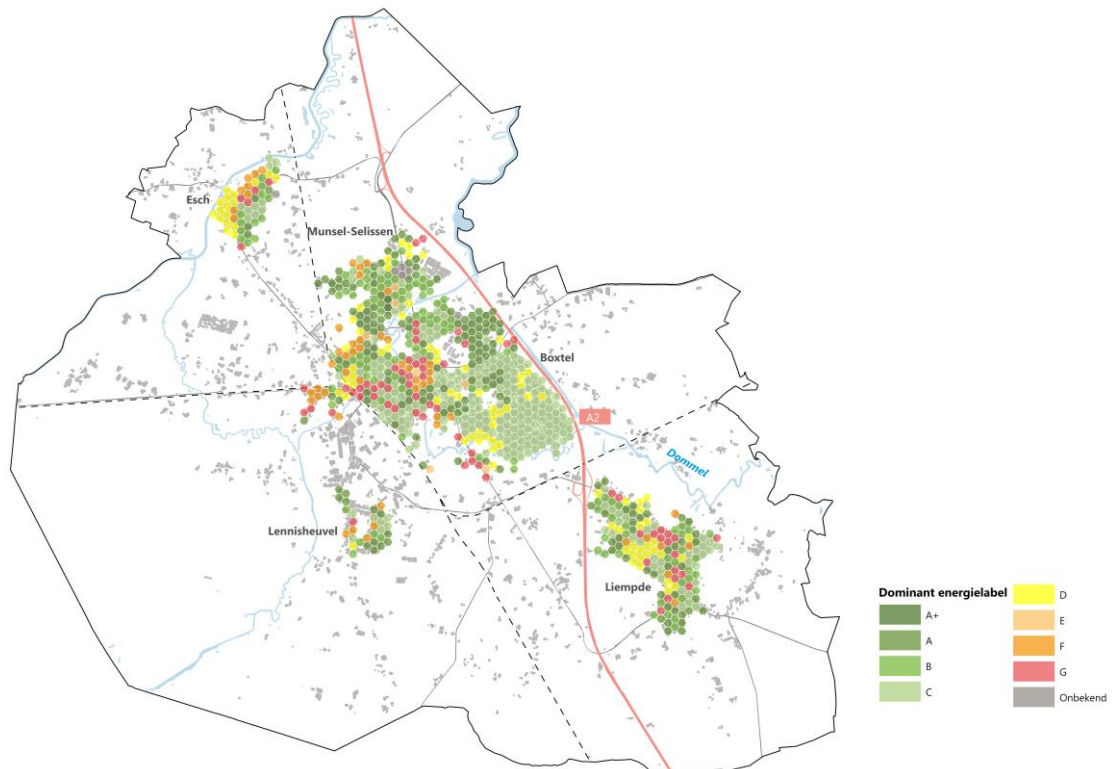 Esch
Munsel-Selissen
Boxtel
A2
Dommel
Lennisheuvel
Liempde
Dominant energielabel
A+
A
B
C
D
E
F
G
Onbekend